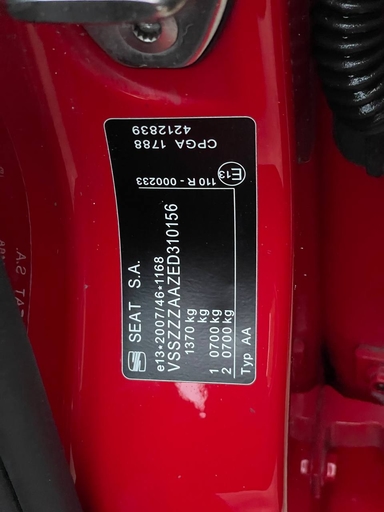 SEAT S.A.
e13*2007/46*1168
VSSZZZAAZED310156
1370 kg
kg
1 0700 kg
2 0700 kg
Typ AA
E13
110 R - 000233
CPGA 1788
4212839